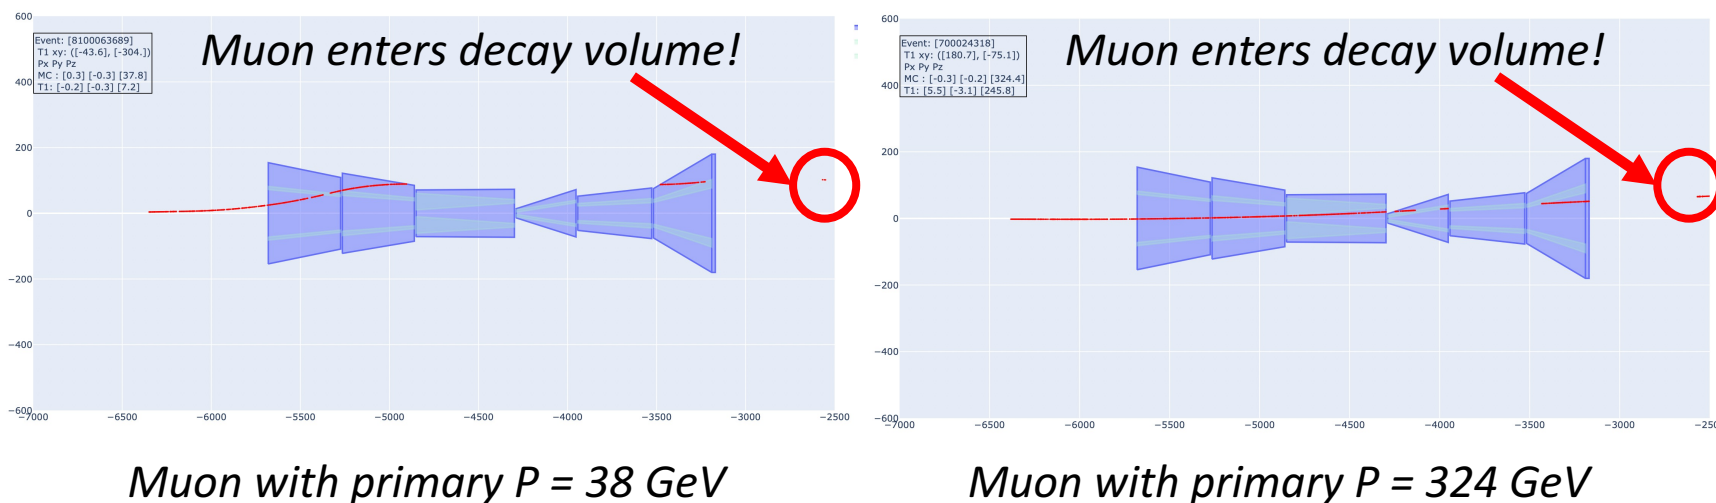 600
400
200
0
−200
−400
−600
−7000
−6500
−6000
−5500
−5000
−4500
−4000
−3500
−3000
−2500
Event: [8100063689]
T1 xy: ([-43.6], [-304.])
Px Py Pz
MC : [0.3] [-0.3] [37.8]
T1: [-0.2] [-0.3] [7.2]
Muon enters decay volume!
Muon with primary P = 38 GeV
600
400
200
0
−200
−400
−600
−7000
−6500
−6000
−5500
−5000
−4500
−4000
−3500
−3000
−250
Event: [700024318]
T1 xy: ([180.7], [-75.1])
Px Py Pz
MC : [-0.3] [-0.2] [324.4]
T1: [5.5] [-3.1] [245.8]
Muon enters decay volume!
Muon with primary P = 324 GeV